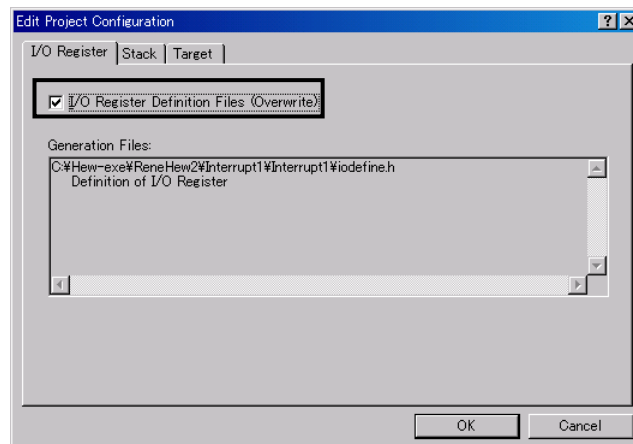 Edit Project Configuration
I/O Register Stack Target
I/O Register Definition Files (Overwrite)
Generation Files:
C:¥Hew-exe¥ReneHew2¥Interrupt1¥Interrupt1¥iodefine.h
Definition of I/O Register
OK Cancel